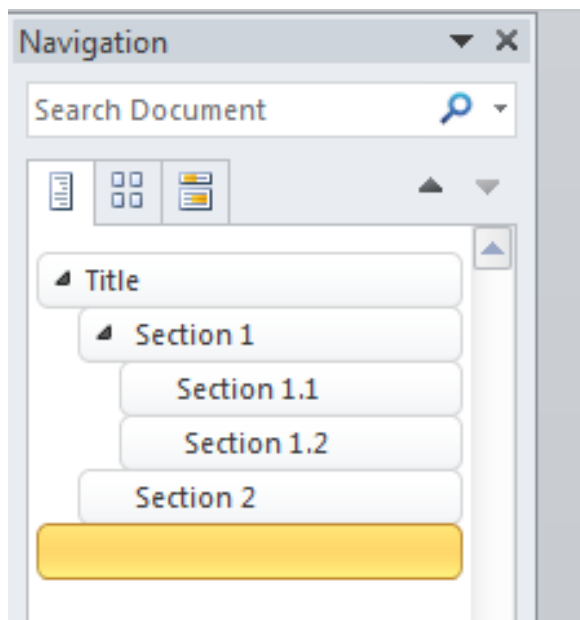 Navigation
Search Document
Title
Section 1
Section 1.1
Section 1.2
Section 2